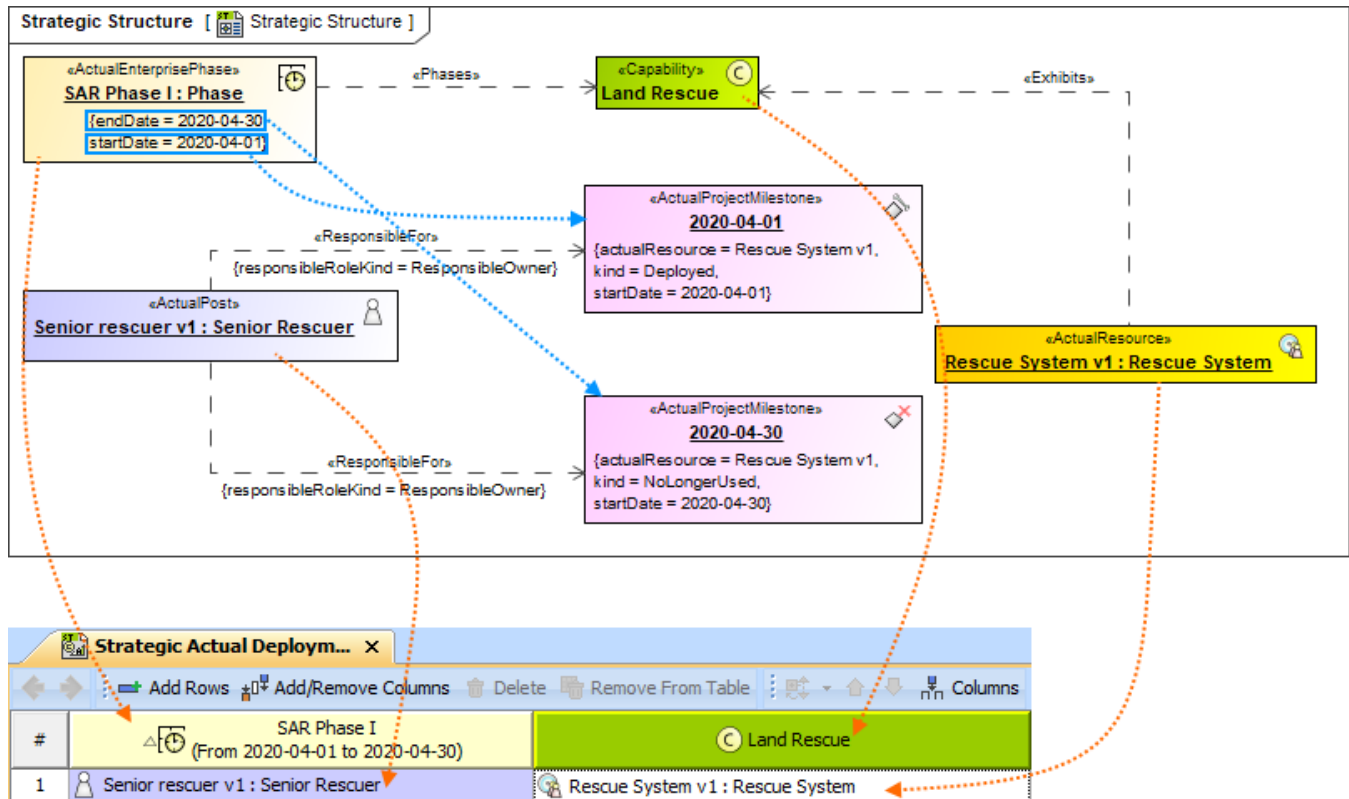 Strategic Structure [ Strategic Structure ]
«ActualEnterprisePhase»
SAR Phase I : Phase
{endDate = 2020-04-30
startDate = 2020-04-01}
«Phases»
«Capability»
C
Land Rescue
«Exhibits»
«ActualProjectMilestone»
2020-04-01
{actualResource = Rescue System v1,
kind = Deployed,
startDate = 2020-04-01}
«ResponsibleFor»
{responsibleRoleKind = ResponsibleOwner}
«ActualPost»
Senior rescuer v1 : Senior Rescuer
«ActualResource»
Rescue System v1 : Rescue System
«ActualProjectMilestone»
2020-04-30
{actualResource = Rescue System v1,
kind = NoLongerUsed,
startDate = 2020-04-30}
«ResponsibleFor»
{responsibleRoleKind = ResponsibleOwner}
Strategic Actual Deploym... X
Add Rows Add/Remove Columns Delete Remove From Table Columns
# SAR Phase I
(From 2020-04-01 to 2020-04-30)
C Land Rescue
1 Senior rescuer v1 : Senior Rescuer Rescue System v1 : Rescue System